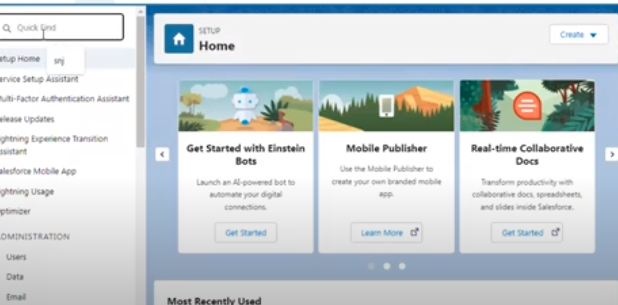 Quick Find
snj
etup Home
ervice Setup Assistant
ulti-Factor Authentication Assistant
elease Updates
ghtning Experience Transition
ssistant
alesforce Mobile App
ghtning Usage
ptimizer
DMINISTRATION
Users
Data
Email
SETUP
Home
Create
Get Started with Einstein
Bots
Launch an AI-powered bot to
automate your digital
connections.
Get Started
Mobile Publisher
Use the Mobile Publisher to
create your own branded mobile
app.
Learn More
Real-time Collaborative
Docs
Transform productivity with
collaborative docs, spreadsheets,
and slides inside Salesforce.
Get Started
Most Recently Used